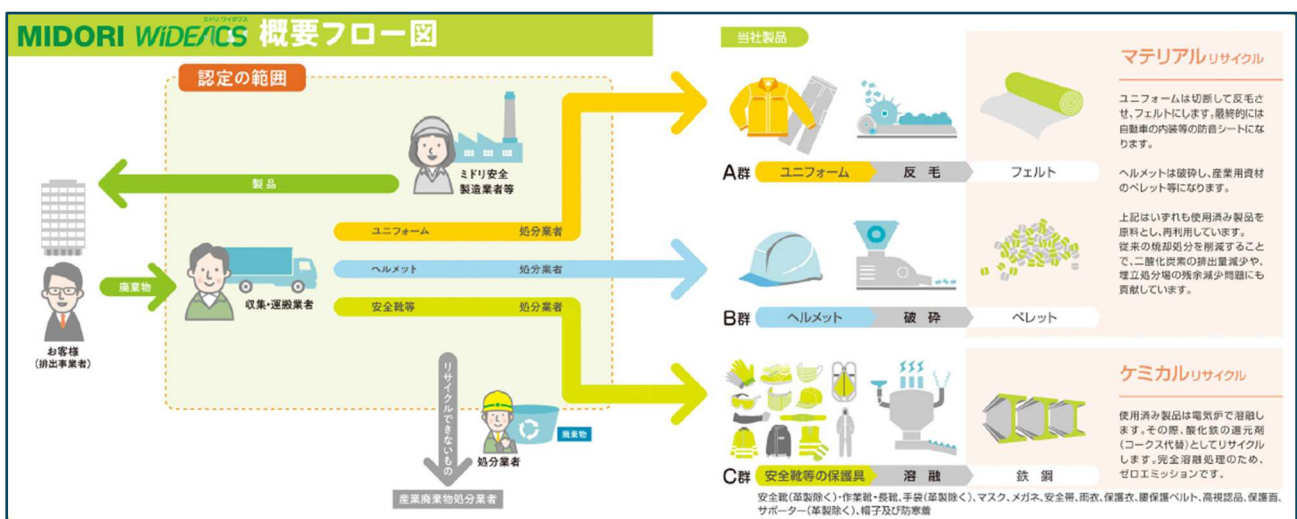 MIDORI WiDEACS 概要フロー図
ミドリ ワイダクス
認定の範囲
ミドリ安全
製造業者等
製品
お客様
(排出事業者)
廃棄物
収集・運搬業者
ユニフォーム 処分業者
ヘルメット 処分業者
安全靴等 処分業者
リサイクルできないもの
処分業者
廃棄物
産業廃棄物処分業者
当社製品
A群 ユニフォーム 反毛 フェルト
B群 ヘルメット 破砕 ペレット
C群 安全靴等の保護具 溶融 鉄鋼
安全靴(革製除く)・作業靴・長靴、手袋(革製除く)、マスク、メガネ、安全帯、雨衣、保護衣、腰保護ベルト、高視認品、保護面、
サポーター(革製除く)、帽子及び防寒着
マテリアルリサイクル
ユニフォームは切断して反毛さ
せ、フェルトにします。最終的には
自動車の内装等の防音シートにな
ります。
ヘルメットは破砕し、産業用資材
のペレット等になります。
上記はいずれも使用済み製品を
原料とし、再利用しています。
従来の焼却処分を削減すること
で、二酸化炭素の排出量減少や、
埋立処分場の残余減少問題にも
貢献しています。
ケミカルリサイクル
使用済み製品は電気炉で溶融し
ます。その際、酸化鉄の還元剤
(コークス代替)としてリサイクル
します。完全溶融処理のため、
ゼロエミッションです。